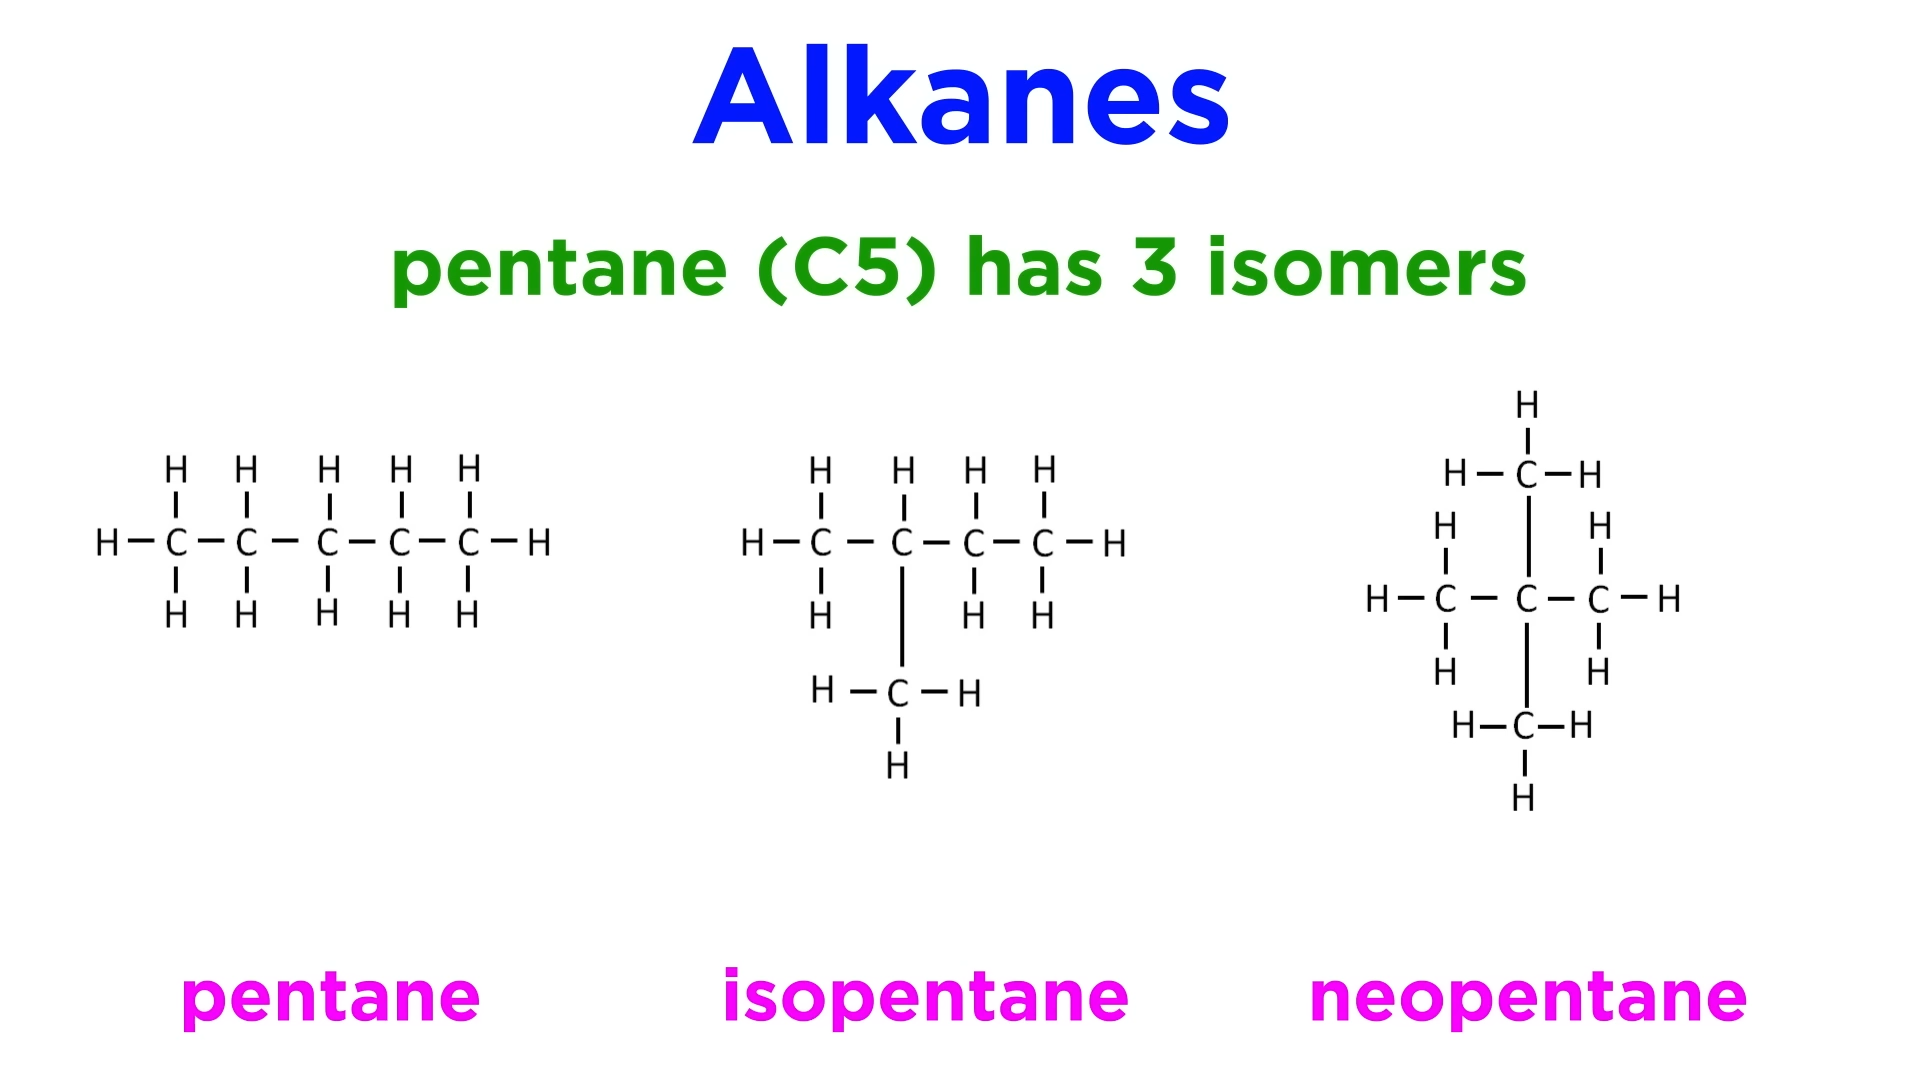 Alkanes
pentane (C5) has 3 isomers
H
H H H H H H H H H
H—C—H
H H
H—C—C—C—C—C—H H—C—C—C—C—H
H—C—C—C—H
H H H H H H H H
H H
H—C—H
H—C—H
H
H
pentane isopentane neopentane